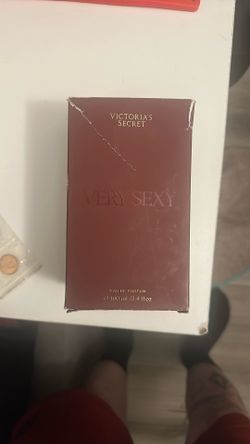 VICTORIA'S
SECRET
VERY SEXY
EAU DE PARFUM
100 ml /3.4 fl oz